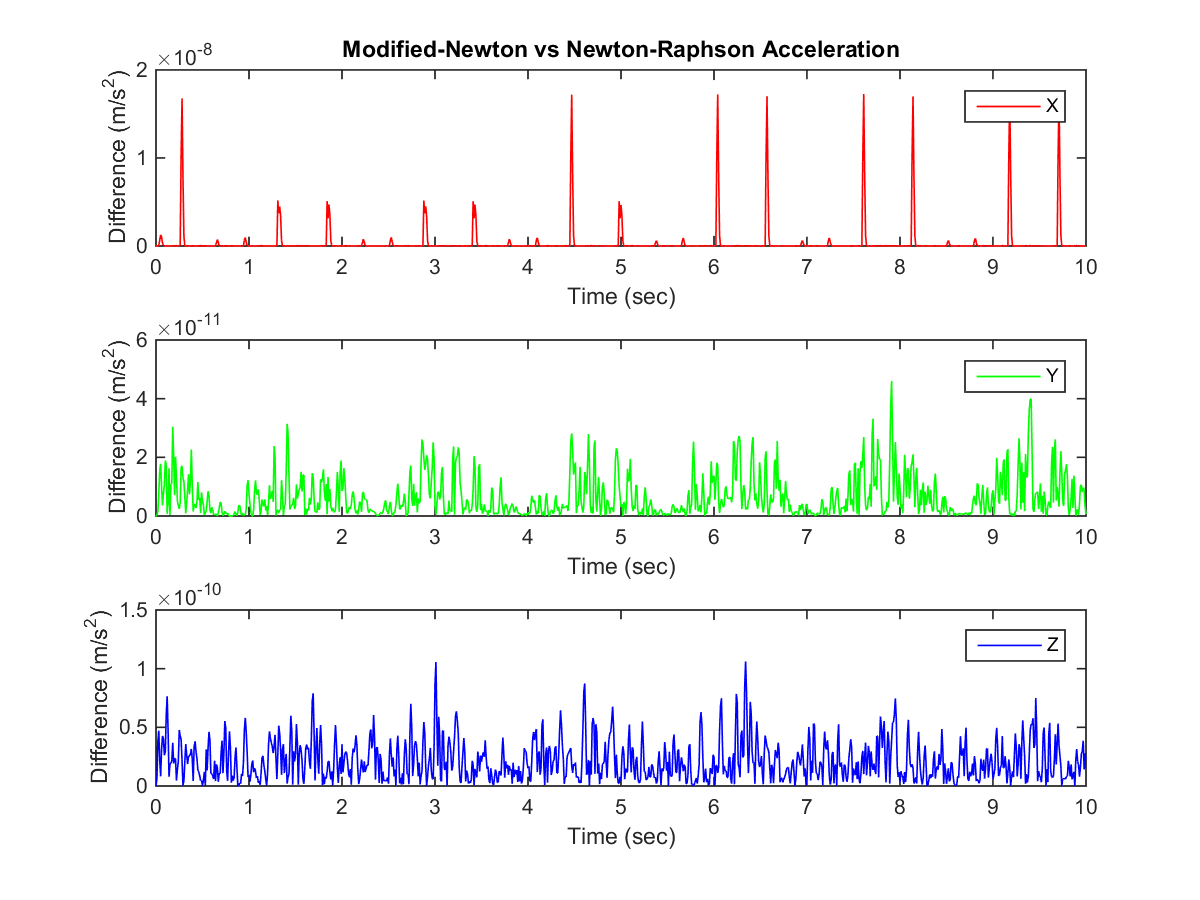 Modified-Newton vs Newton-Raphson Acceleration
×10^-8
Difference (m/s^2)
2
1
0
X
0 1 2 3 4 5 6 7 8 9 10
Time (sec)
×10^-11
Difference (m/s^2)
6
4
2
0
Y
0 1 2 3 4 5 6 7 8 9 10
Time (sec)
×10^-10
Difference (m/s^2)
1.5
1
0.5
0
Z
0 1 2 3 4 5 6 7 8 9 10
Time (sec)